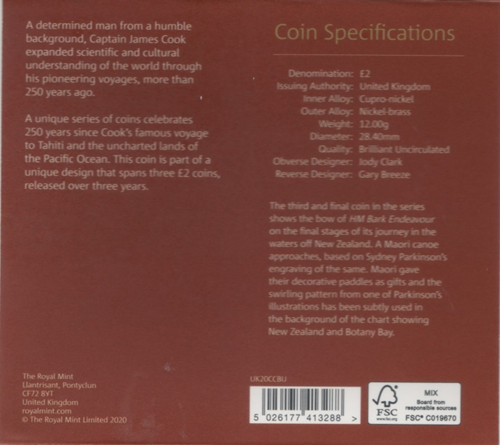 A determined man from a humble
background, Captain James Cook
expanded scientific and cultural
understanding of the world through
his pioneering voyages, more than
250 years ago.
A unique series of coins celebrates
250 years since Cook's famous voyage
to Tahiti and the uncharted lands of
the Pacific Ocean. This coin is part of a
unique design that spans three £2 coins,
released over three years.
The Royal Mint
Llantrisant, Pontyclun
CF72 8YT
United Kingdom
royalmint.com
© The Royal Mint Limited 2020
Coin Specifications
Denomination: £2
Issuing Authority: United Kingdom
Inner Alloy: Cupro-nickel
Outer Alloy: Nickel-brass
Weight: 12.00g
Diameter: 28.40mm
Quality: Brilliant Uncirculated
Obverse Designer: Jody Clark
Reverse Designer: Gary Breeze
The third and final coin in the series
shows the bow of HM Bark Endeavour
on the final stages of its journey in the
waters off New Zealand. A Maori canoe
approaches, based on Sydney Parkinson's
engraving of the same. Maori gave
their decorative paddles as gifts and the
swirling pattern from one of Parkinson's
illustrations has been subtly used in
the background of the chart showing
New Zealand and Botany Bay.
UK20CCBU
5 026177 413288 >
FSC
www.fsc.org
MIX
Board from
responsible sources
FSC® C019670